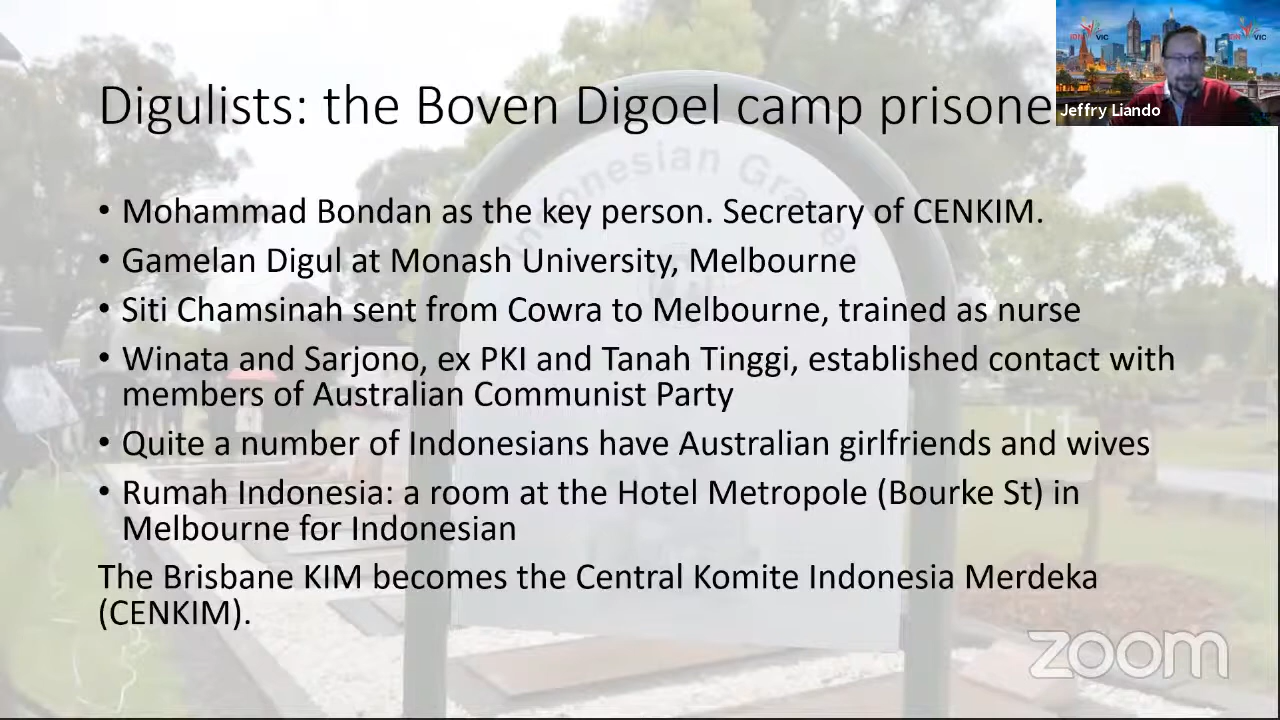 Digulists: the Boven Digoel camp prisone
Jeffry Liando
• Mohammad Bondan as the key person. Secretary of CENKIM.
• Gamelan Digul at Monash University, Melbourne
• Siti Chamsinah sent from Cowra to Melbourne, trained as nurse
• Winata and Sarjono, ex PKI and Tanah Tinggi, established contact with
members of Australian Communist Party
• Quite a number of Indonesians have Australian girlfriends and wives
• Rumah Indonesia: a room at the Hotel Metropole (Bourke St) in
Melbourne for Indonesian
The Brisbane KIM becomes the Central Komite Indonesia Merdeka
(CENKIM).
Indonesian Graves
zoom